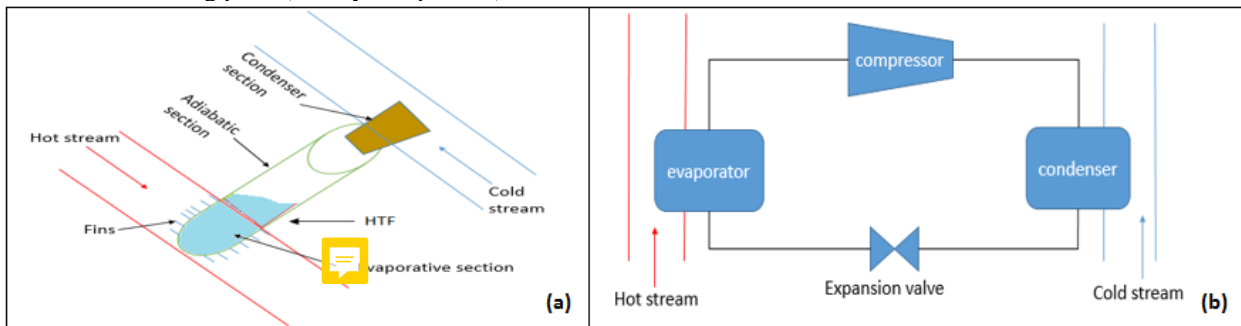 Condenser
section
Adiabatic
section
Hot stream
Cold
stream
Fins
HTF
vaporative section
(a)
compressor
evaporator
condenser
Expansion valve
Hot stream
Cold stream
(b)